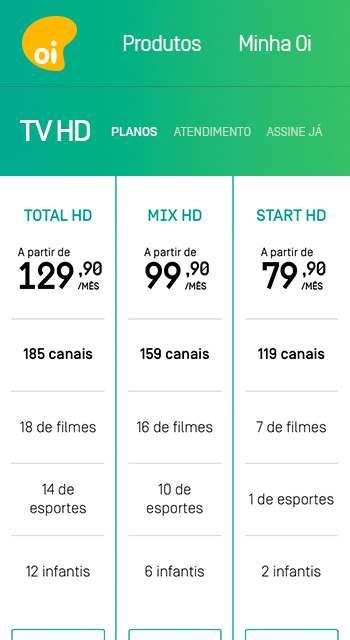 oi
Produtos Minha Oi
TV HD PLANOS ATENDIMENTO ASSINE JÁ
TOTAL HD MIX HD START HD
A partir de A partir de A partir de
129,90 /MÊS 99,90 /MÊS 79,90 /MÊS
185 canais 159 canais 119 canais
18 de filmes 16 de filmes 7 de filmes
14 de esportes 10 de esportes 1 de esportes
12 infantis 6 infantis 2 infantis